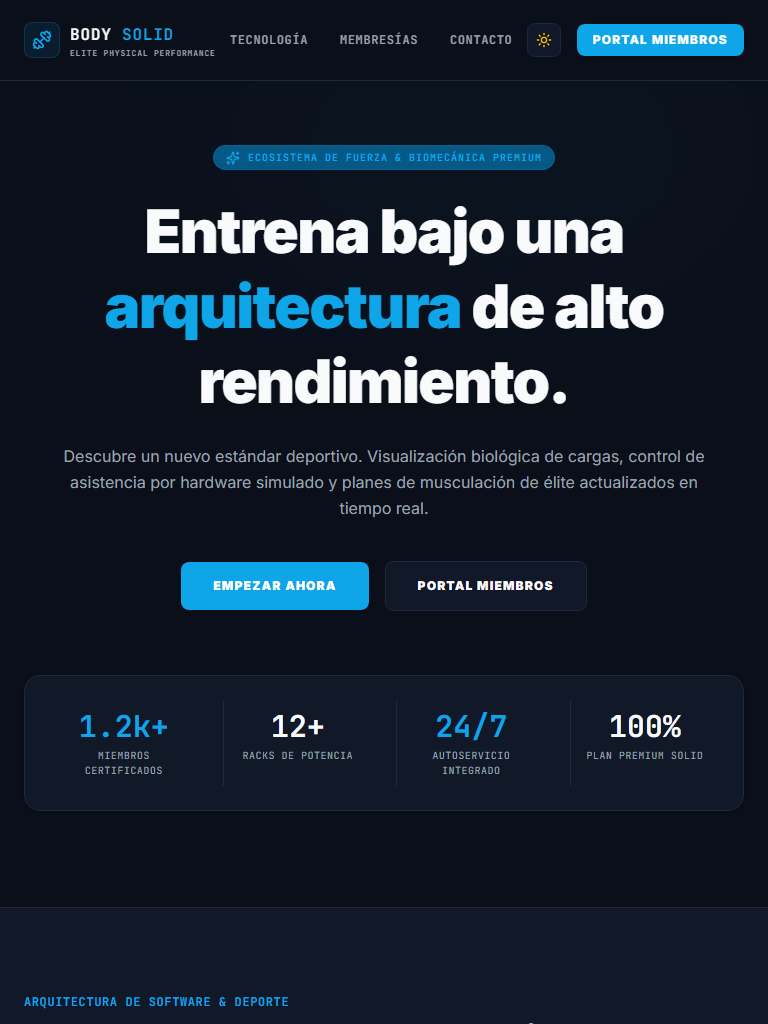 BODY SOLID
ELITE PHYSICAL PERFORMANCE
TECNOLOGÍA
MEMBRESÍAS
CONTACTO
PORTAL MIEMBROS
ECOSISTEMA DE FUERZA & BIOMECÁNICA PREMIUM
Entrena bajo una
arquitectura de alto
rendimiento.
Descubre un nuevo estándar deportivo. Visualización biológica de cargas, control de
asistencia por hardware simulado y planes de musculación de élite actualizados en
tiempo real.
EMPEZAR AHORA
PORTAL MIEMBROS
1.2k+
MIEMBROS
CERTIFICADOS
12+
RACKS DE POTENCIA
24/7
AUTOSERVICIO
INTEGRADO
100%
PLAN PREMIUM SOLID
ARQUITECTURA DE SOFTWARE & DEPORTE